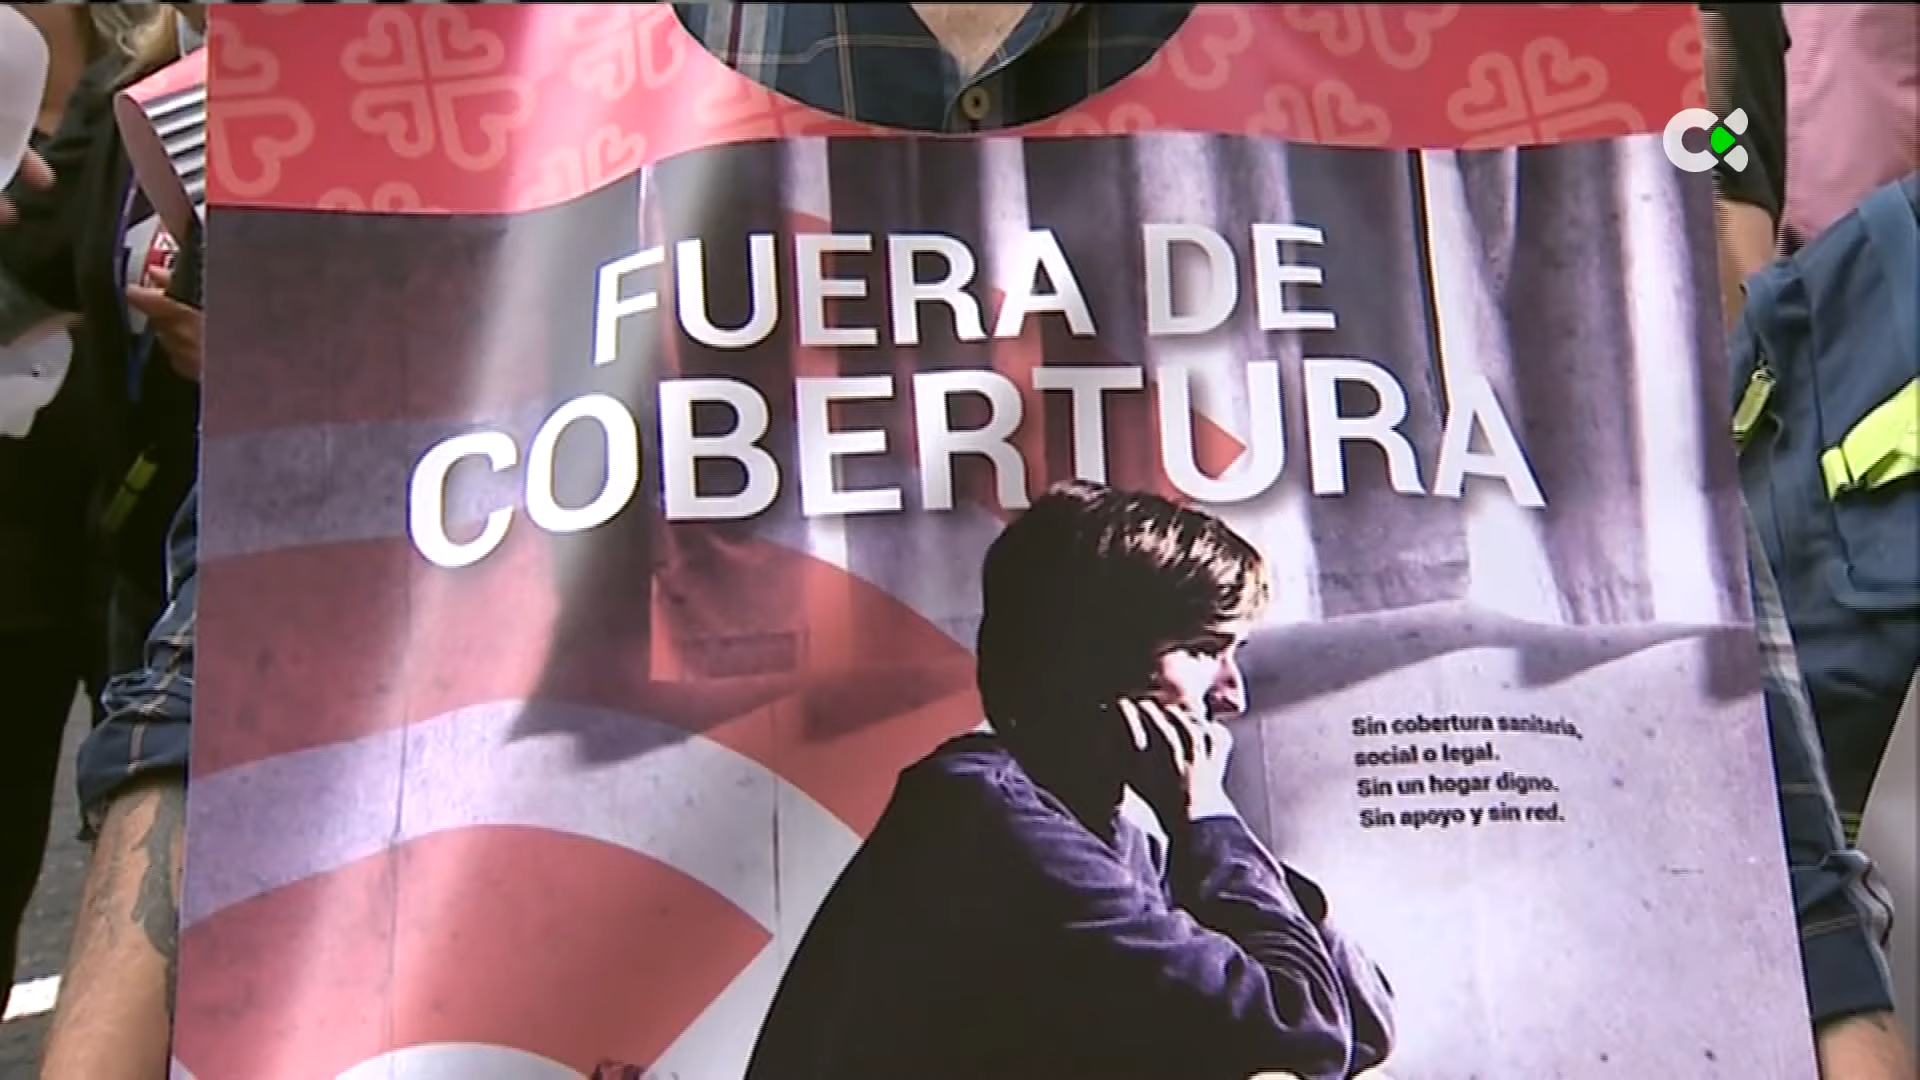 FUERA DE
COBERTURA
Sin cobertura sanitaria,
social o legal.
Sin un hogar digno.
Sin apoyo y sin red.